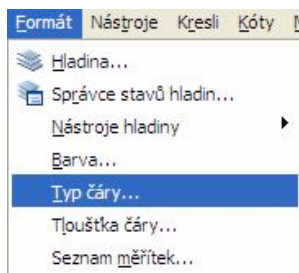 Formát Nástroje Kresli Kóty
Hladina...
Správce stavů hladin...
Nástroje hladiny
Barva...
Typ čáry...
Tloušťka čáry...
Seznam měřítek...